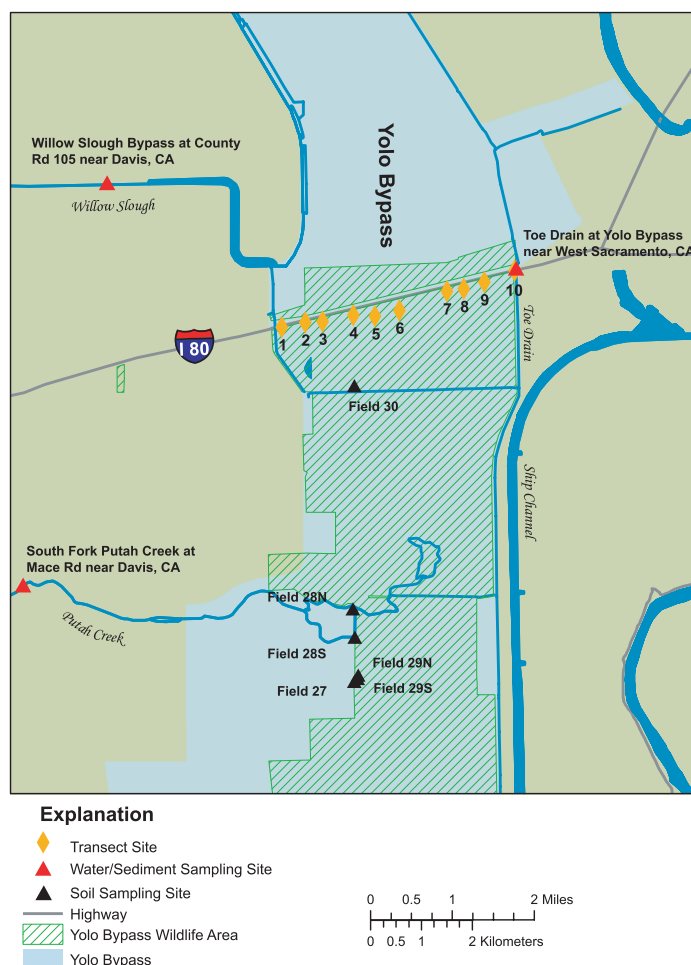 Willow Slough Bypass at County
Rd 105 near Davis, CA
Willow Slough
Yolo Bypass
Toe Drain at Yolo Bypass
near West Sacramento, CA
Toe Drain
1
2
3
4
5
6
7
8
9
10
I 80
Field 30
Ship Channel
South Fork Putah Creek at
Mace Rd near Davis, CA
Putah Creek
Field 28N
Field 28S
Field 29N
Field 27
Field 29S
Explanation
Transect Site
Water/Sediment Sampling Site
Soil Sampling Site
Highway
Yolo Bypass Wildlife Area
Yolo Bypass
0 0.5 1 2 Miles
0 0.5 1 2 Kilometers